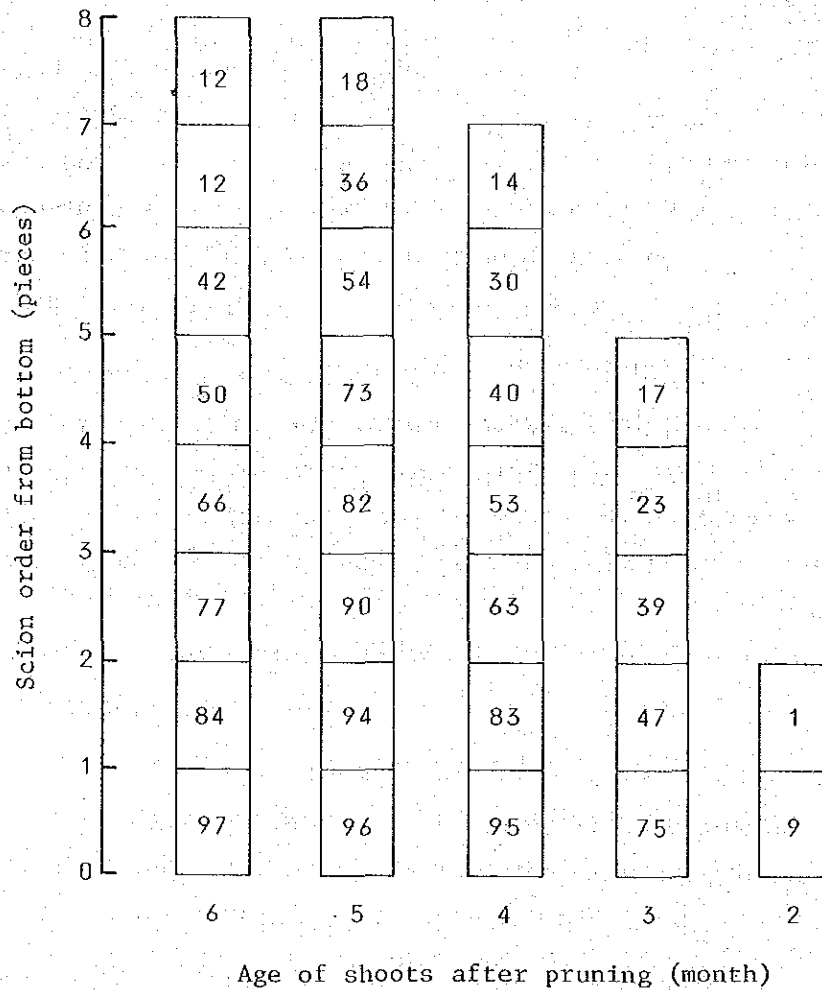 Scion order from bottom (pieces)
8
12 18
7
12 36 14
6
42 54 30
5
50 73 40 17
4
66 82 53 23
3
77 90 63 39
2
84 94 83 47 1
1
97 96 95 75 9
0
6 5 4 3 2
Age of shoots after pruning (month)